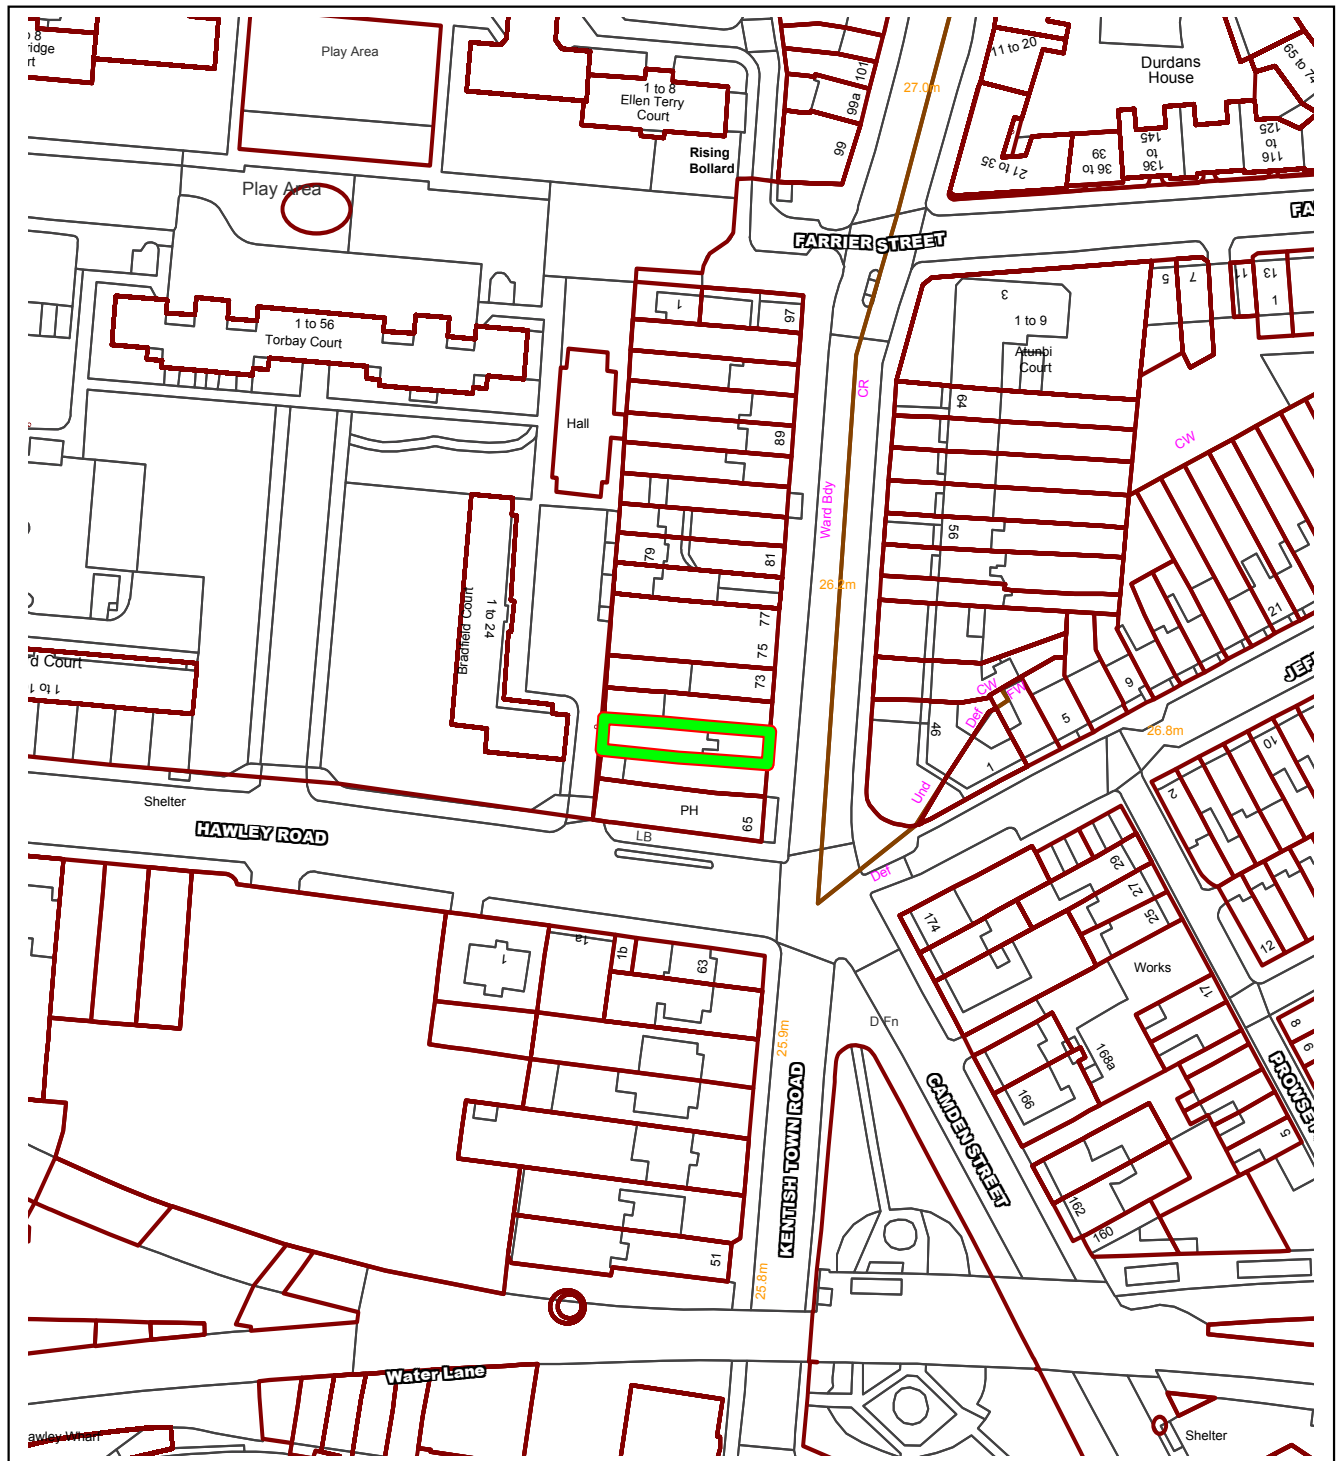 Play Area
1 to 8
Ellen Terry
Court
Rising
Bollard
101
99a
99
27.0m
11 to 20
Durdans
House
65 to 74
21 to 35
36 to
39
136
to
145
116
to
125
Play Area
FARRIER STREET
FA
1 to 56
Torbay Court
Hall
1
97
89
81
79
77
75
73
PH
65
LB
CR
Ward Bdy
26.2m
3
1 to 9
Atunbi
Court
64
56
46
5
7
11
13
1
CW
21
9
5
1
CW
FW
Def
Und
Def
JEF
26.8m
Bradfield Court
1 to 24
d Court
Shelter
HAWLEY ROAD
1
1a
1b
63
51
25.9m
25.8m
KENTISH TOWN ROAD
CAMDEN STREET
PROWSE
D Fn
174
29
27
25
Works
17
168a
166
162
160
5
2
10
12
8
6
Water Lane
awley Wharf
Shelter